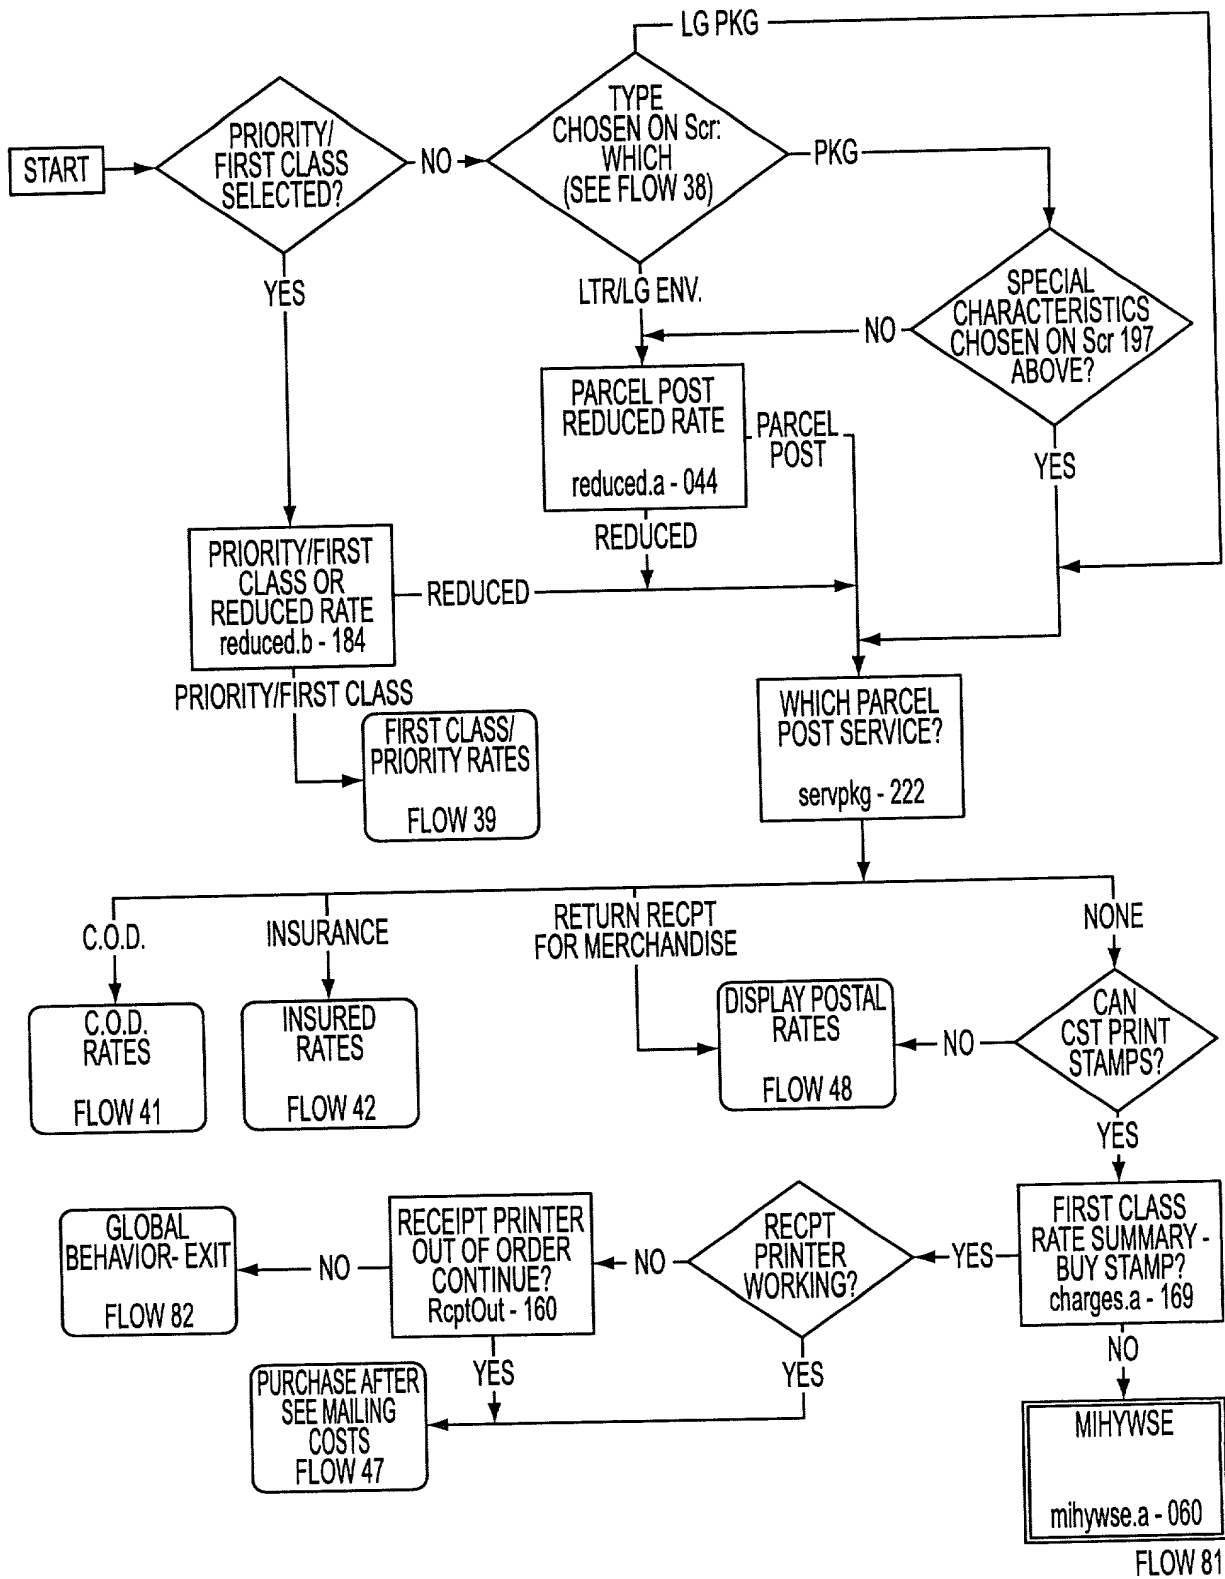 LG PKG
START
PRIORITY/
FIRST CLASS
SELECTED?
NO
TYPE
CHOSEN ON Scr:
WHICH
(SEE FLOW 38)
PKG
YES
LTR/LG ENV.
NO
SPECIAL
CHARACTERISTICS
CHOSEN ON Scr 197
ABOVE?
YES
PARCEL POST
REDUCED RATE
reduced.a - 044
PARCEL
POST
REDUCED
PRIORITY/FIRST
CLASS OR
REDUCED RATE
reduced.b - 184
REDUCED
PRIORITY/FIRST CLASS
FIRST CLASS/
PRIORITY RATES
FLOW 39
WHICH PARCEL
POST SERVICE?
servpkg - 222
C.O.D.
INSURANCE
RETURN RECPT
FOR MERCHANDISE
NONE
C.O.D.
RATES
FLOW 41
INSURED
RATES
FLOW 42
DISPLAY POSTAL
RATES
FLOW 48
NO
CAN
CST PRINT
STAMPS?
YES
GLOBAL
BEHAVIOR- EXIT
FLOW 82
NO
RECEIPT PRINTER
OUT OF ORDER
CONTINUE?
RcptOut - 160
NO
RECPT
PRINTER
WORKING?
YES
FIRST CLASS
RATE SUMMARY -
BUY STAMP?
charges.a - 169
YES
YES
NO
PURCHASE AFTER
SEE MAILING
COSTS
FLOW 47
MIHYWSE
mihywse.a - 060
FLOW 81